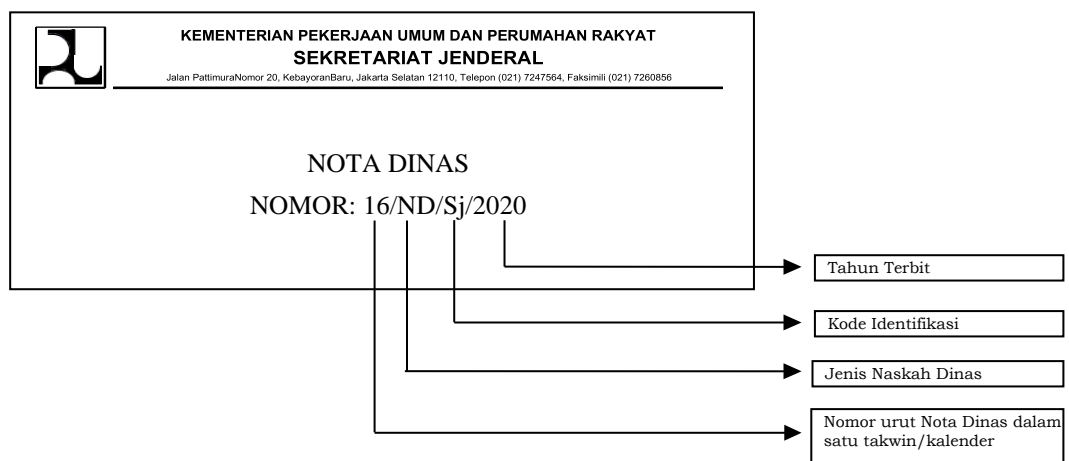 KEMENTERIAN PEKERJAAN UMUM DAN PERUMAHAN RAKYAT
SEKRETARIAT JENDERAL
Jalan PattimuraNomor 20, KebayoranBaru, Jakarta Selatan 12110, Telepon (021) 7247564, Faksimili (021) 7260856
NOTA DINAS
NOMOR: 16/ND/Sj/2020
Tahun Terbit
Kode Identifikasi
Jenis Naskah Dinas
Nomor urut Nota Dinas dalam
satu takwin/kalender